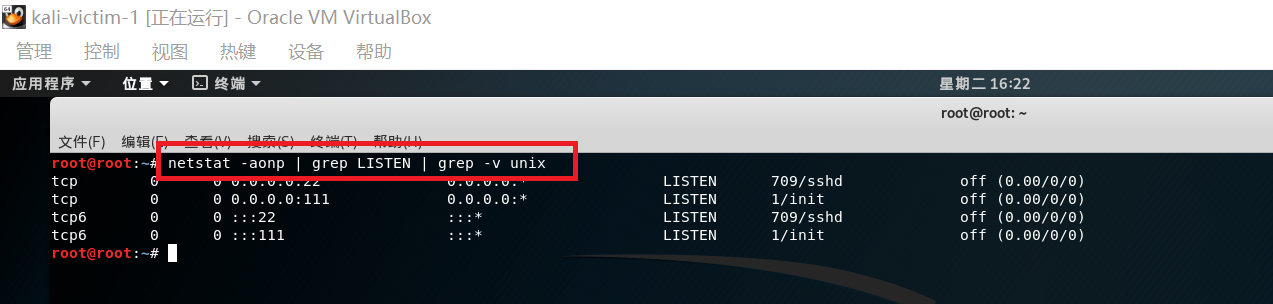 64
kali-victim-1 [正在运行] - Oracle VM VirtualBox
管理 控制 视图 热键 设备 帮助
应用程序 位置 终端 星期二 16:22
root@root: ~
文件(F) 编辑(E) 查看(V) 搜索(S) 终端(T) 帮助(H)
root@root:~# netstat -aonp | grep LISTEN | grep -v unix
tcp 0 0 0.0.0.0:22 0.0.0.0:* LISTEN 709/sshd off (0.00/0/0)
tcp 0 0 0.0.0.0:111 0.0.0.0:* LISTEN 1/init off (0.00/0/0)
tcp6 0 0 :::22 :::* LISTEN 709/sshd off (0.00/0/0)
tcp6 0 0 :::111 :::* LISTEN 1/init off (0.00/0/0)
root@root:~#